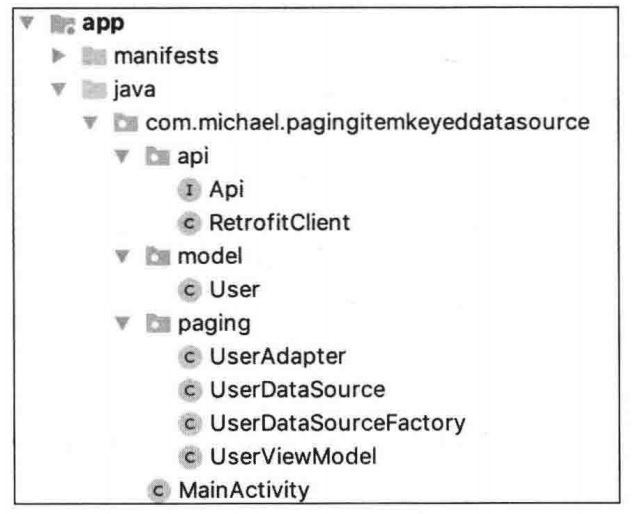 app
manifests
java
com.michael.pagingitemkeyeddatasource
api
I Api
C RetrofitClient
model
C User
paging
C UserAdapter
C UserDataSource
C UserDataSourceFactory
C UserViewModel
C MainActivity